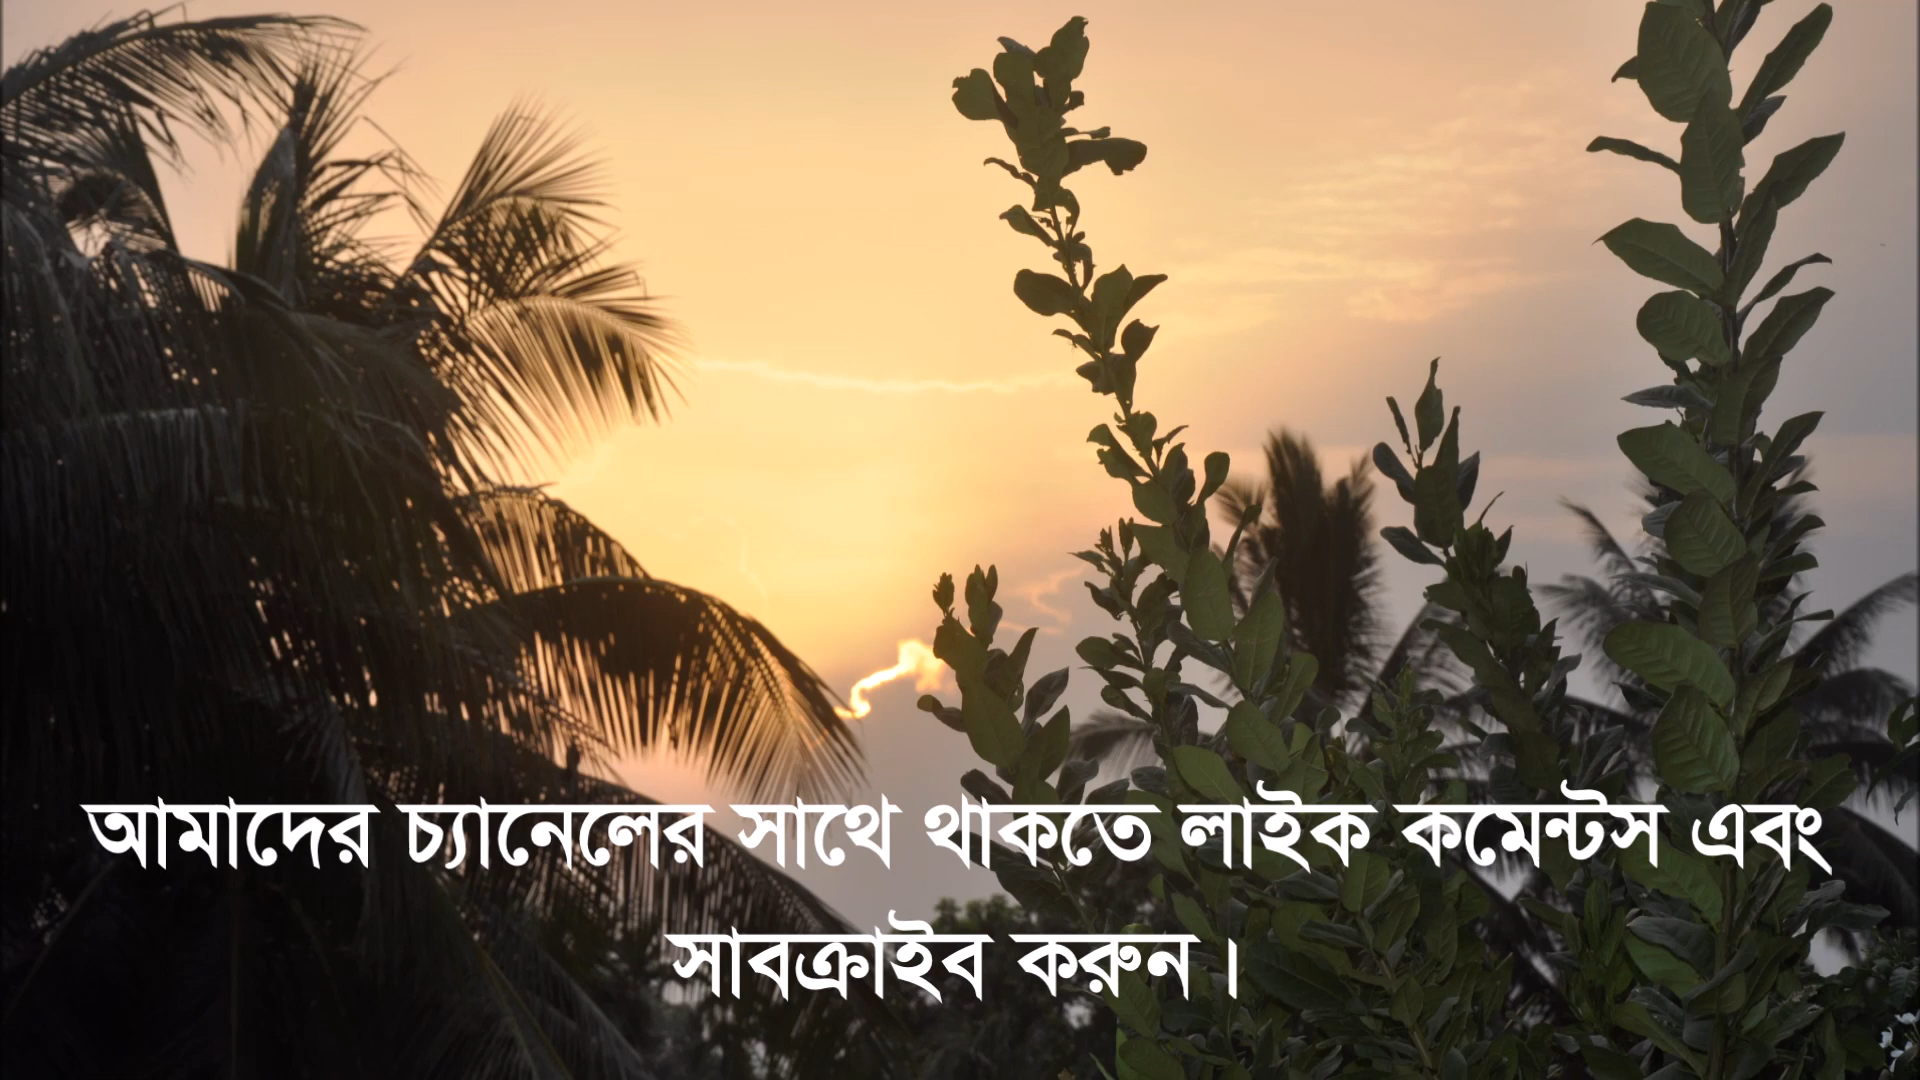 আমাদের চ্যানেলের সাথে থাকতে লাইক কমেন্টস এবং
সাবক্রাইব করুন।